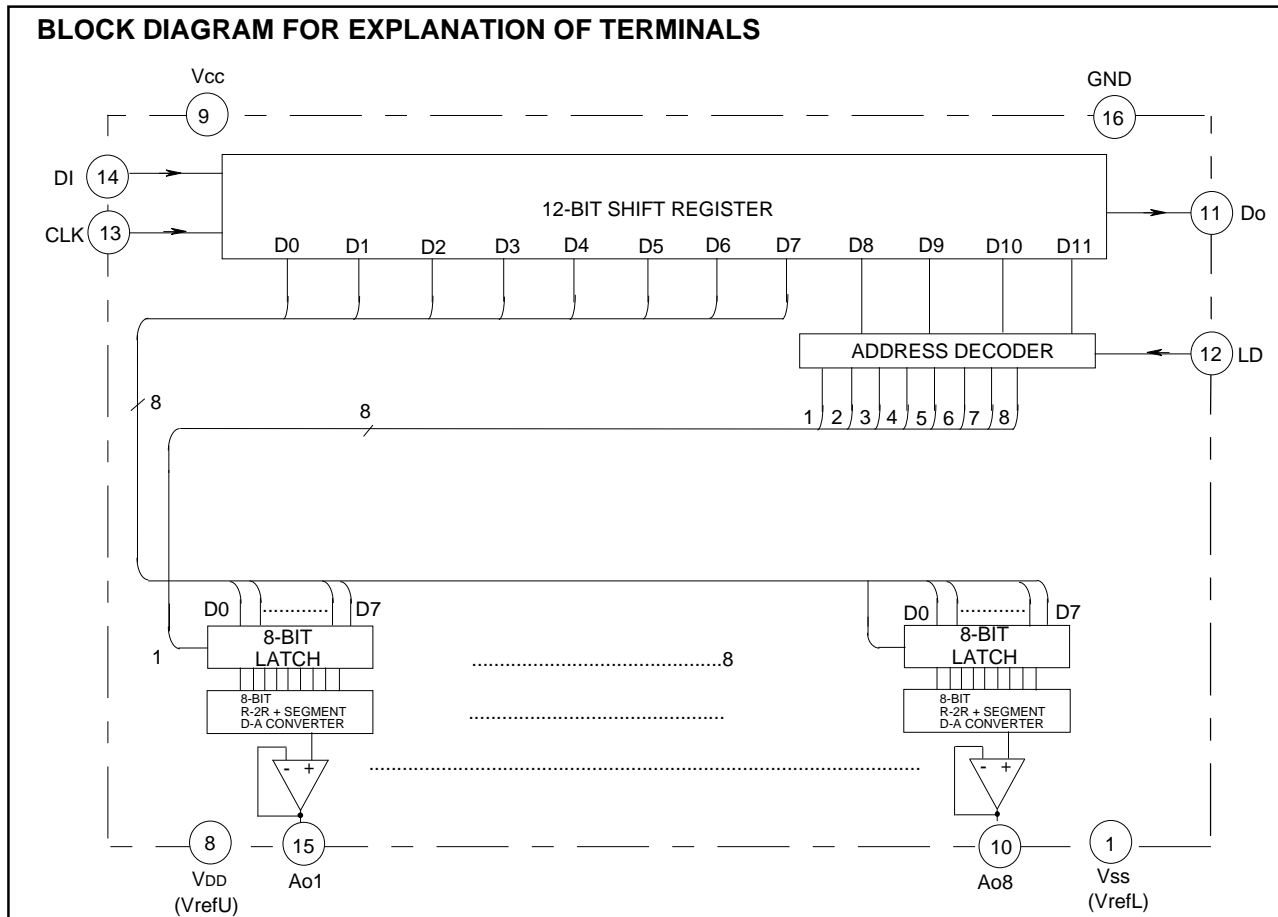 BLOCK DIAGRAM FOR EXPLANATION OF TERMINALS
Vcc
GND
9
16
DI
14
12-BIT SHIFT REGISTER
11
Do
CLK
13
D0 D1 D2 D3 D4 D5 D6 D7 D8 D9 D10 D11
ADDRESS DECODER
12
LD
8
8
1 2 3 4 5 6 7 8
D0 ............ D7
D0 ............ D7
8-BIT
LATCH
8-BIT
LATCH
1
8
8-BIT
R-2R + SEGMENT
D-A CONVERTER
8-BIT
R-2R + SEGMENT
D-A CONVERTER
- +
- +
8
15
10
1
VDD
(VrefU)
Ao1
Ao8
Vss
(VrefL)